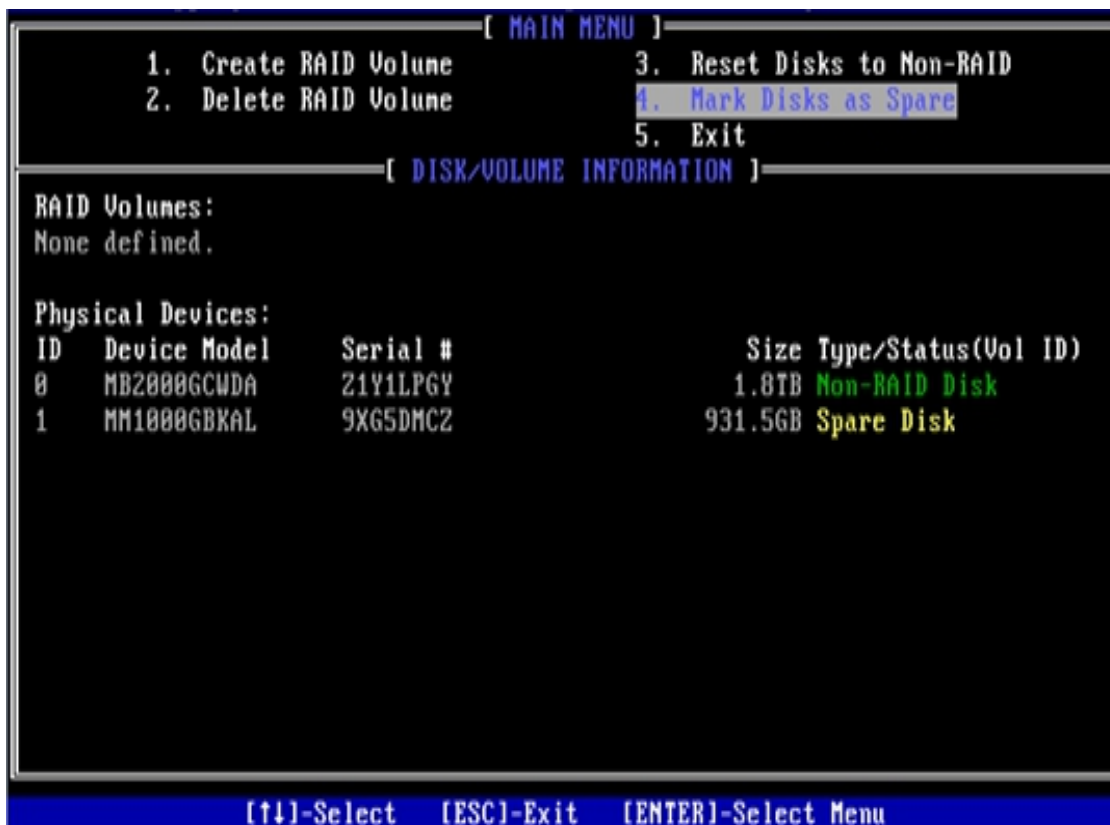 [ MAIN MENU ]
1. Create RAID Volume 3. Reset Disks to Non-RAID
2. Delete RAID Volume 4. Mark Disks as Spare
5. Exit
[ DISK/VOLUME INFORMATION ]
RAID Volumes:
None defined.
Physical Devices:
ID Device Model Serial # Size Type/Status(Vol ID)
0 MB2000GCWDA Z1Y1LPGY 1.8TB Non-RAID Disk
1 MM1000GBKAL 9XG5DMCZ 931.5GB Spare Disk
[↑↓]-Select [ESC]-Exit [ENTER]-Select Menu